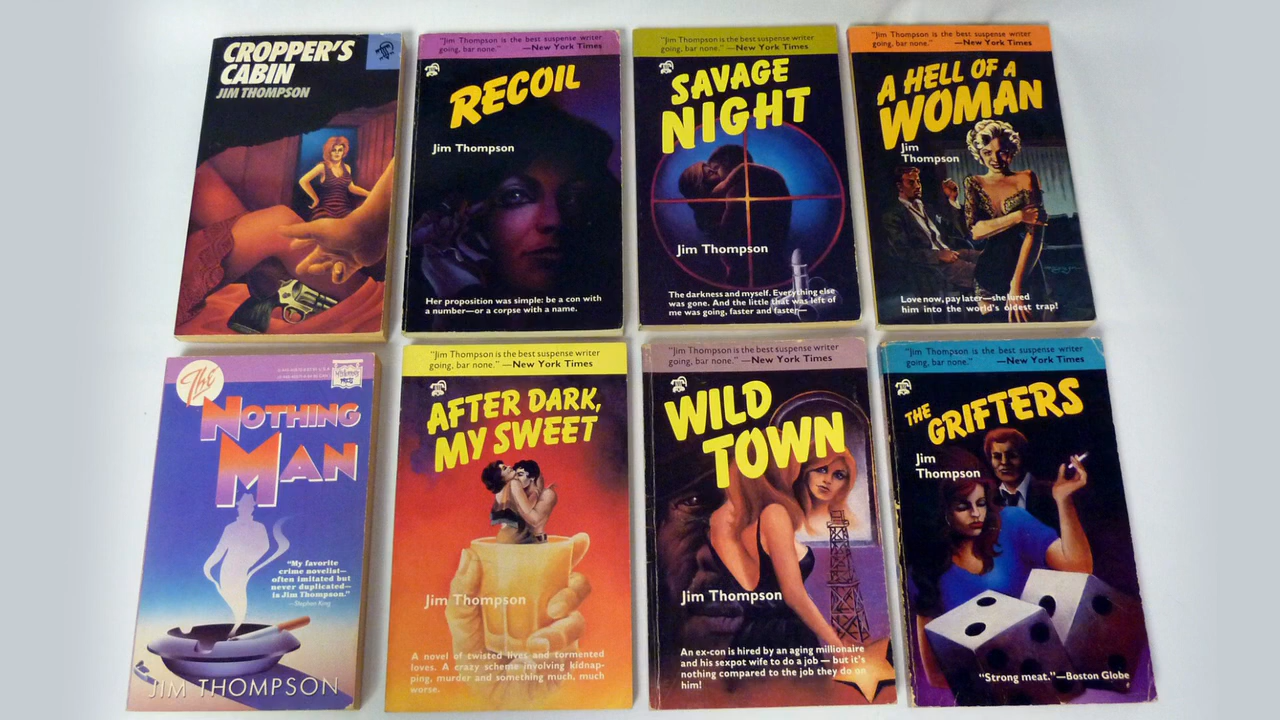 CROPPER'S
CABIN
JIM THOMPSON
"Jim Thompson is the best suspense writer
going, bar none." —New York Times
RECOIL
Jim Thompson
Her proposition was simple: be a con with
a number—or a corpse with a name.
"Jim Thompson is the best suspense writer
going, bar none." —New York Times
SAVAGE
NIGHT
Jim Thompson
The darkness and myself. Everything else
was gone. And the little that was left of
me was going, faster and faster—
"Jim Thompson is the best suspense writer
going, bar none." —New York Times
A HELL OF A
WOMAN
Jim
Thompson
Love now, pay later—she lured
him into the world's oldest trap!
The
NOTHING
MAN
"My favorite
crime novelist—
often imitated but
never duplicated—
is Jim Thompson."
—Stephen King
JIM THOMPSON
"Jim Thompson is the best suspense writer
going, bar none." —New York Times
AFTER DARK,
MY SWEET
Jim Thompson
A novel of twisted lives and tormented
loves. A crazy scheme involving kidnap-
ping, murder and something much, much
worse.
"Jim Thompson is the best suspense writer
going, bar none." —New York Times
WILD
TOWN
Jim Thompson
An ex-con is hired by an aging millionaire
and his sexpot wife to do a job — but it's
nothing compared to the job they do on
him!
"Jim Thompson is the best suspense writer
going, bar none." —New York Times
THE
GRIFTERS
Jim
Thompson
"Strong meat."—Boston Globe